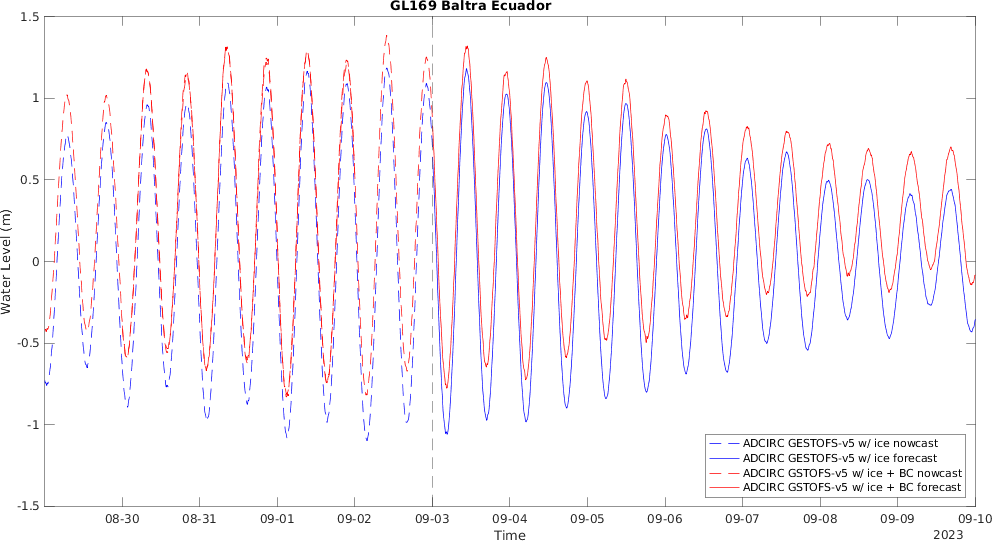 GL169 Baltra Ecuador
1.5
1
0.5
0
-0.5
-1
-1.5
Water Level (m)
ADCIRC GESTOFS-v5 w/ ice nowcast
ADCIRC GESTOFS-v5 w/ ice forecast
ADCIRC GSTOFS-v5 w/ ice + BC nowcast
ADCIRC GSTOFS-v5 w/ ice + BC forecast
08-30 08-31 09-01 09-02 09-03 09-04 09-05 09-06 09-07 09-08 09-09 09-10
Time
2023